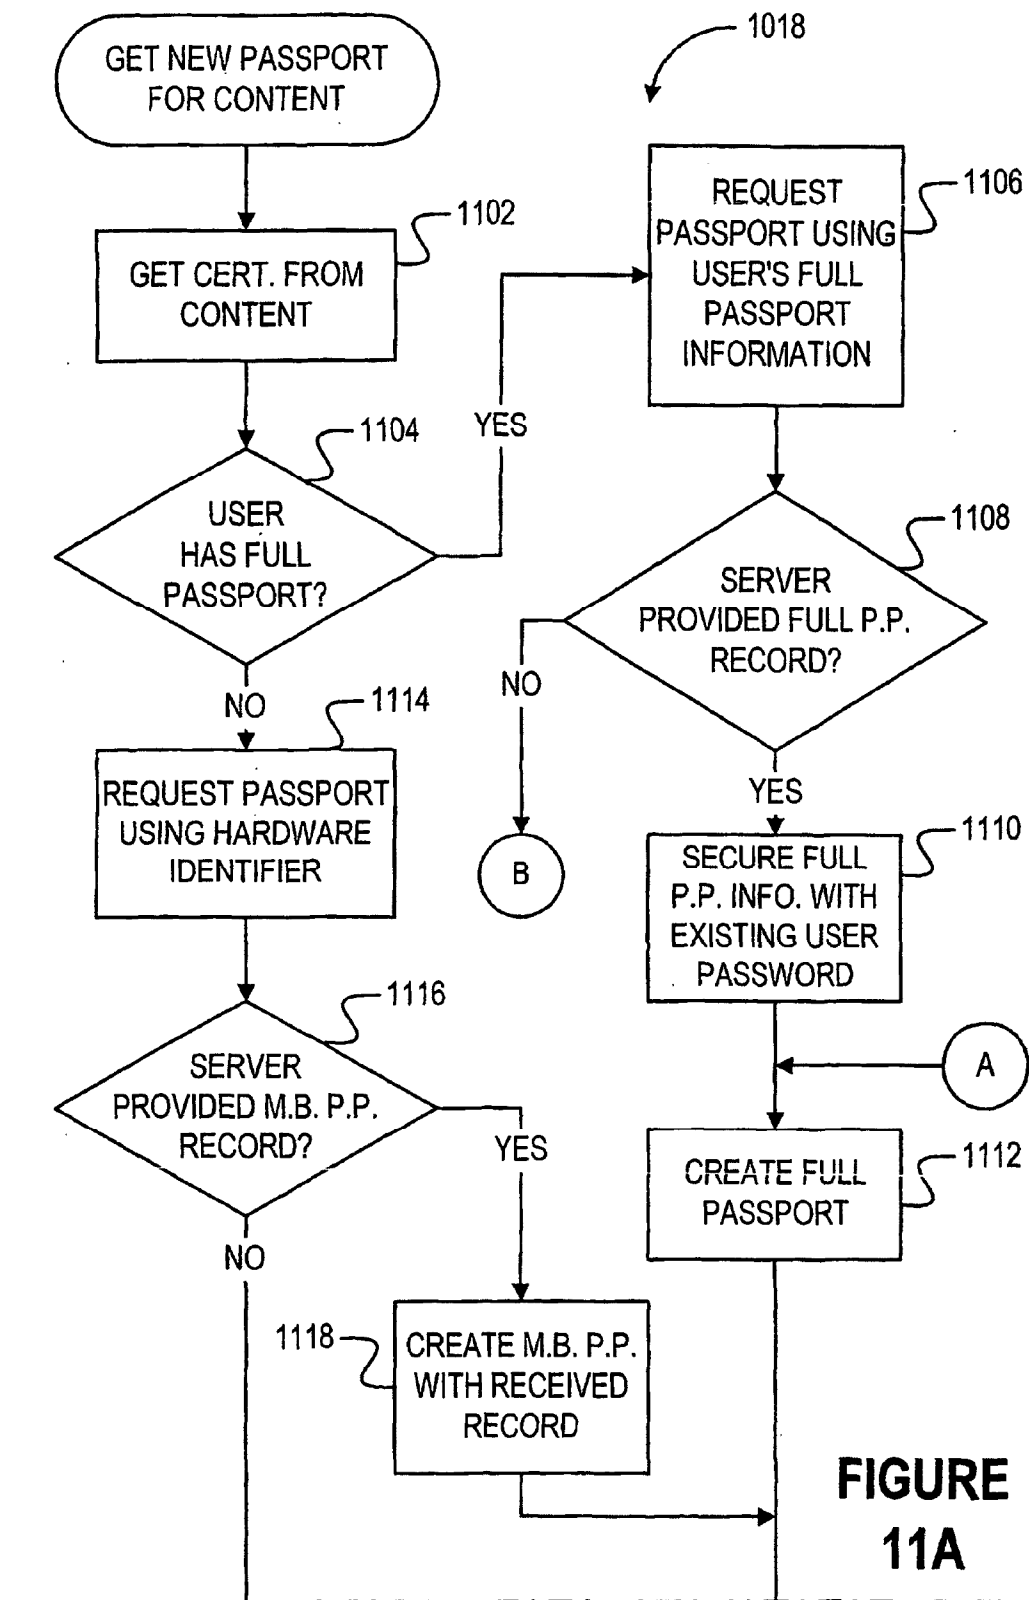 GET NEW PASSPORT
FOR CONTENT
1018
1102
GET CERT. FROM
CONTENT
1106
REQUEST
PASSPORT USING
USER'S FULL
PASSPORT
INFORMATION
YES
1104
USER
HAS FULL
PASSPORT?
NO
1108
SERVER
PROVIDED FULL P.P.
RECORD?
NO
YES
B
1114
REQUEST PASSPORT
USING HARDWARE
IDENTIFIER
1110
SECURE FULL
P.P. INFO. WITH
EXISTING USER
PASSWORD
A
1116
SERVER
PROVIDED M.B. P.P.
RECORD?
YES
NO
1112
CREATE FULL
PASSPORT
1118
CREATE M.B. P.P.
WITH RECEIVED
RECORD
FIGURE
11A